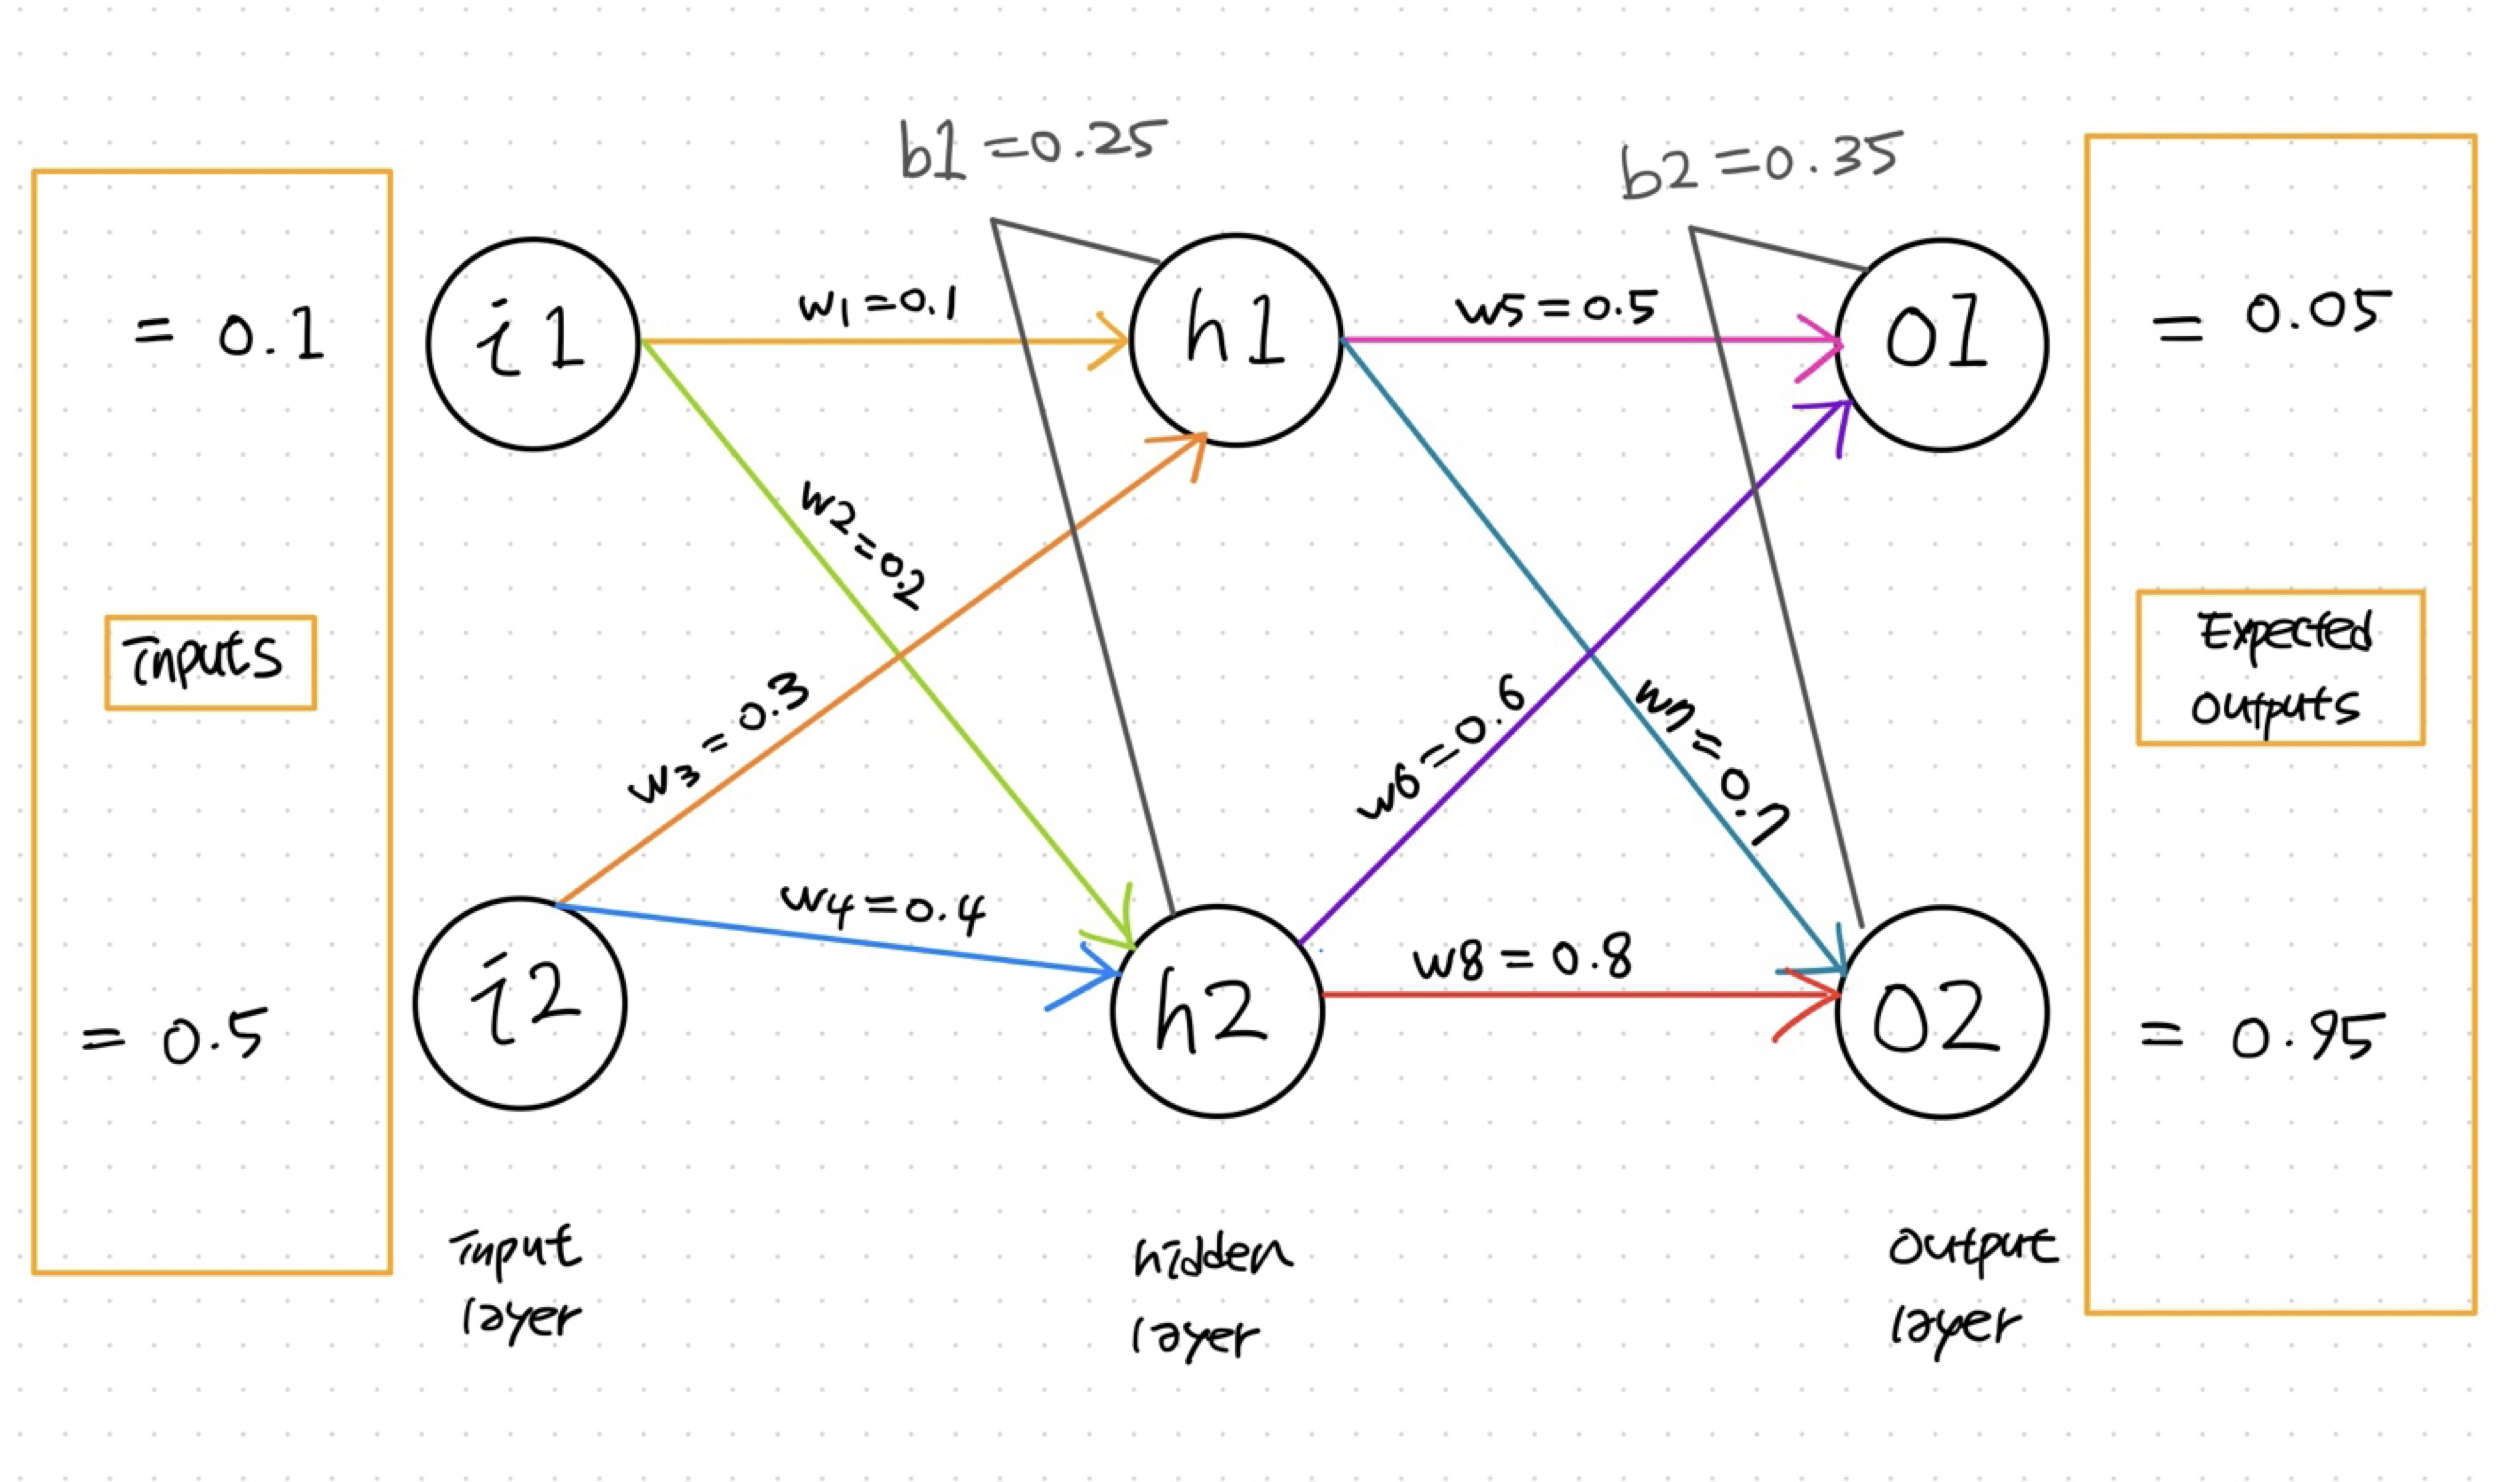 b1 = 0.25
b2 = 0.35
= 0.1
i1
w1 = 0.1
h1
w5 = 0.5
o1
= 0.05
w2 = 0.2
inputs
w3 = 0.3
w6 = 0.6
w7 = 0.7
Expected
outputs
w4 = 0.4
w8 = 0.8
= 0.5
i2
h2
o2
= 0.95
input
layer
hidden
layer
output
layer